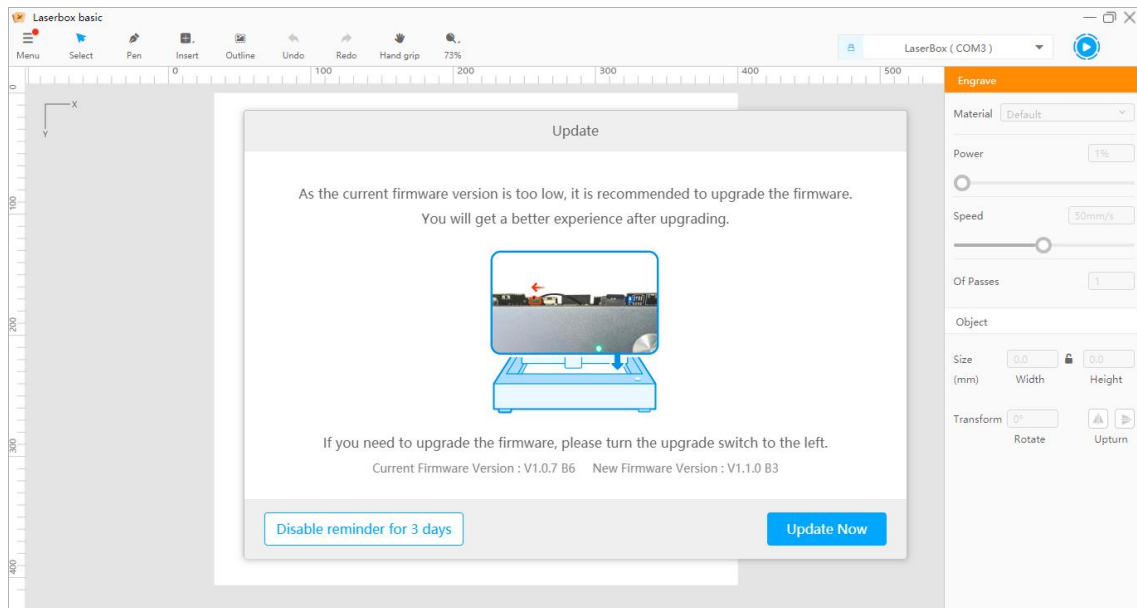 Laserbox basic
Menu Select Pen Insert Outline Undo Redo Hand grip 73%
LaserBox ( COM3 )
0 100 200 300 400 500
0
100
200
300
400
X
Y
Update
As the current firmware version is too low, it is recommended to upgrade the firmware.
You will get a better experience after upgrading.
If you need to upgrade the firmware, please turn the upgrade switch to the left.
Current Firmware Version : V1.0.7 B6 New Firmware Version : V1.1.0 B3
Disable reminder for 3 days
Update Now
Engrave
Material Default
Power 1%
Speed 50mm/s
Of Passes 1
Object
Size 0.0 0.0
(mm) Width Height
Transform 0°
Rotate Upturn